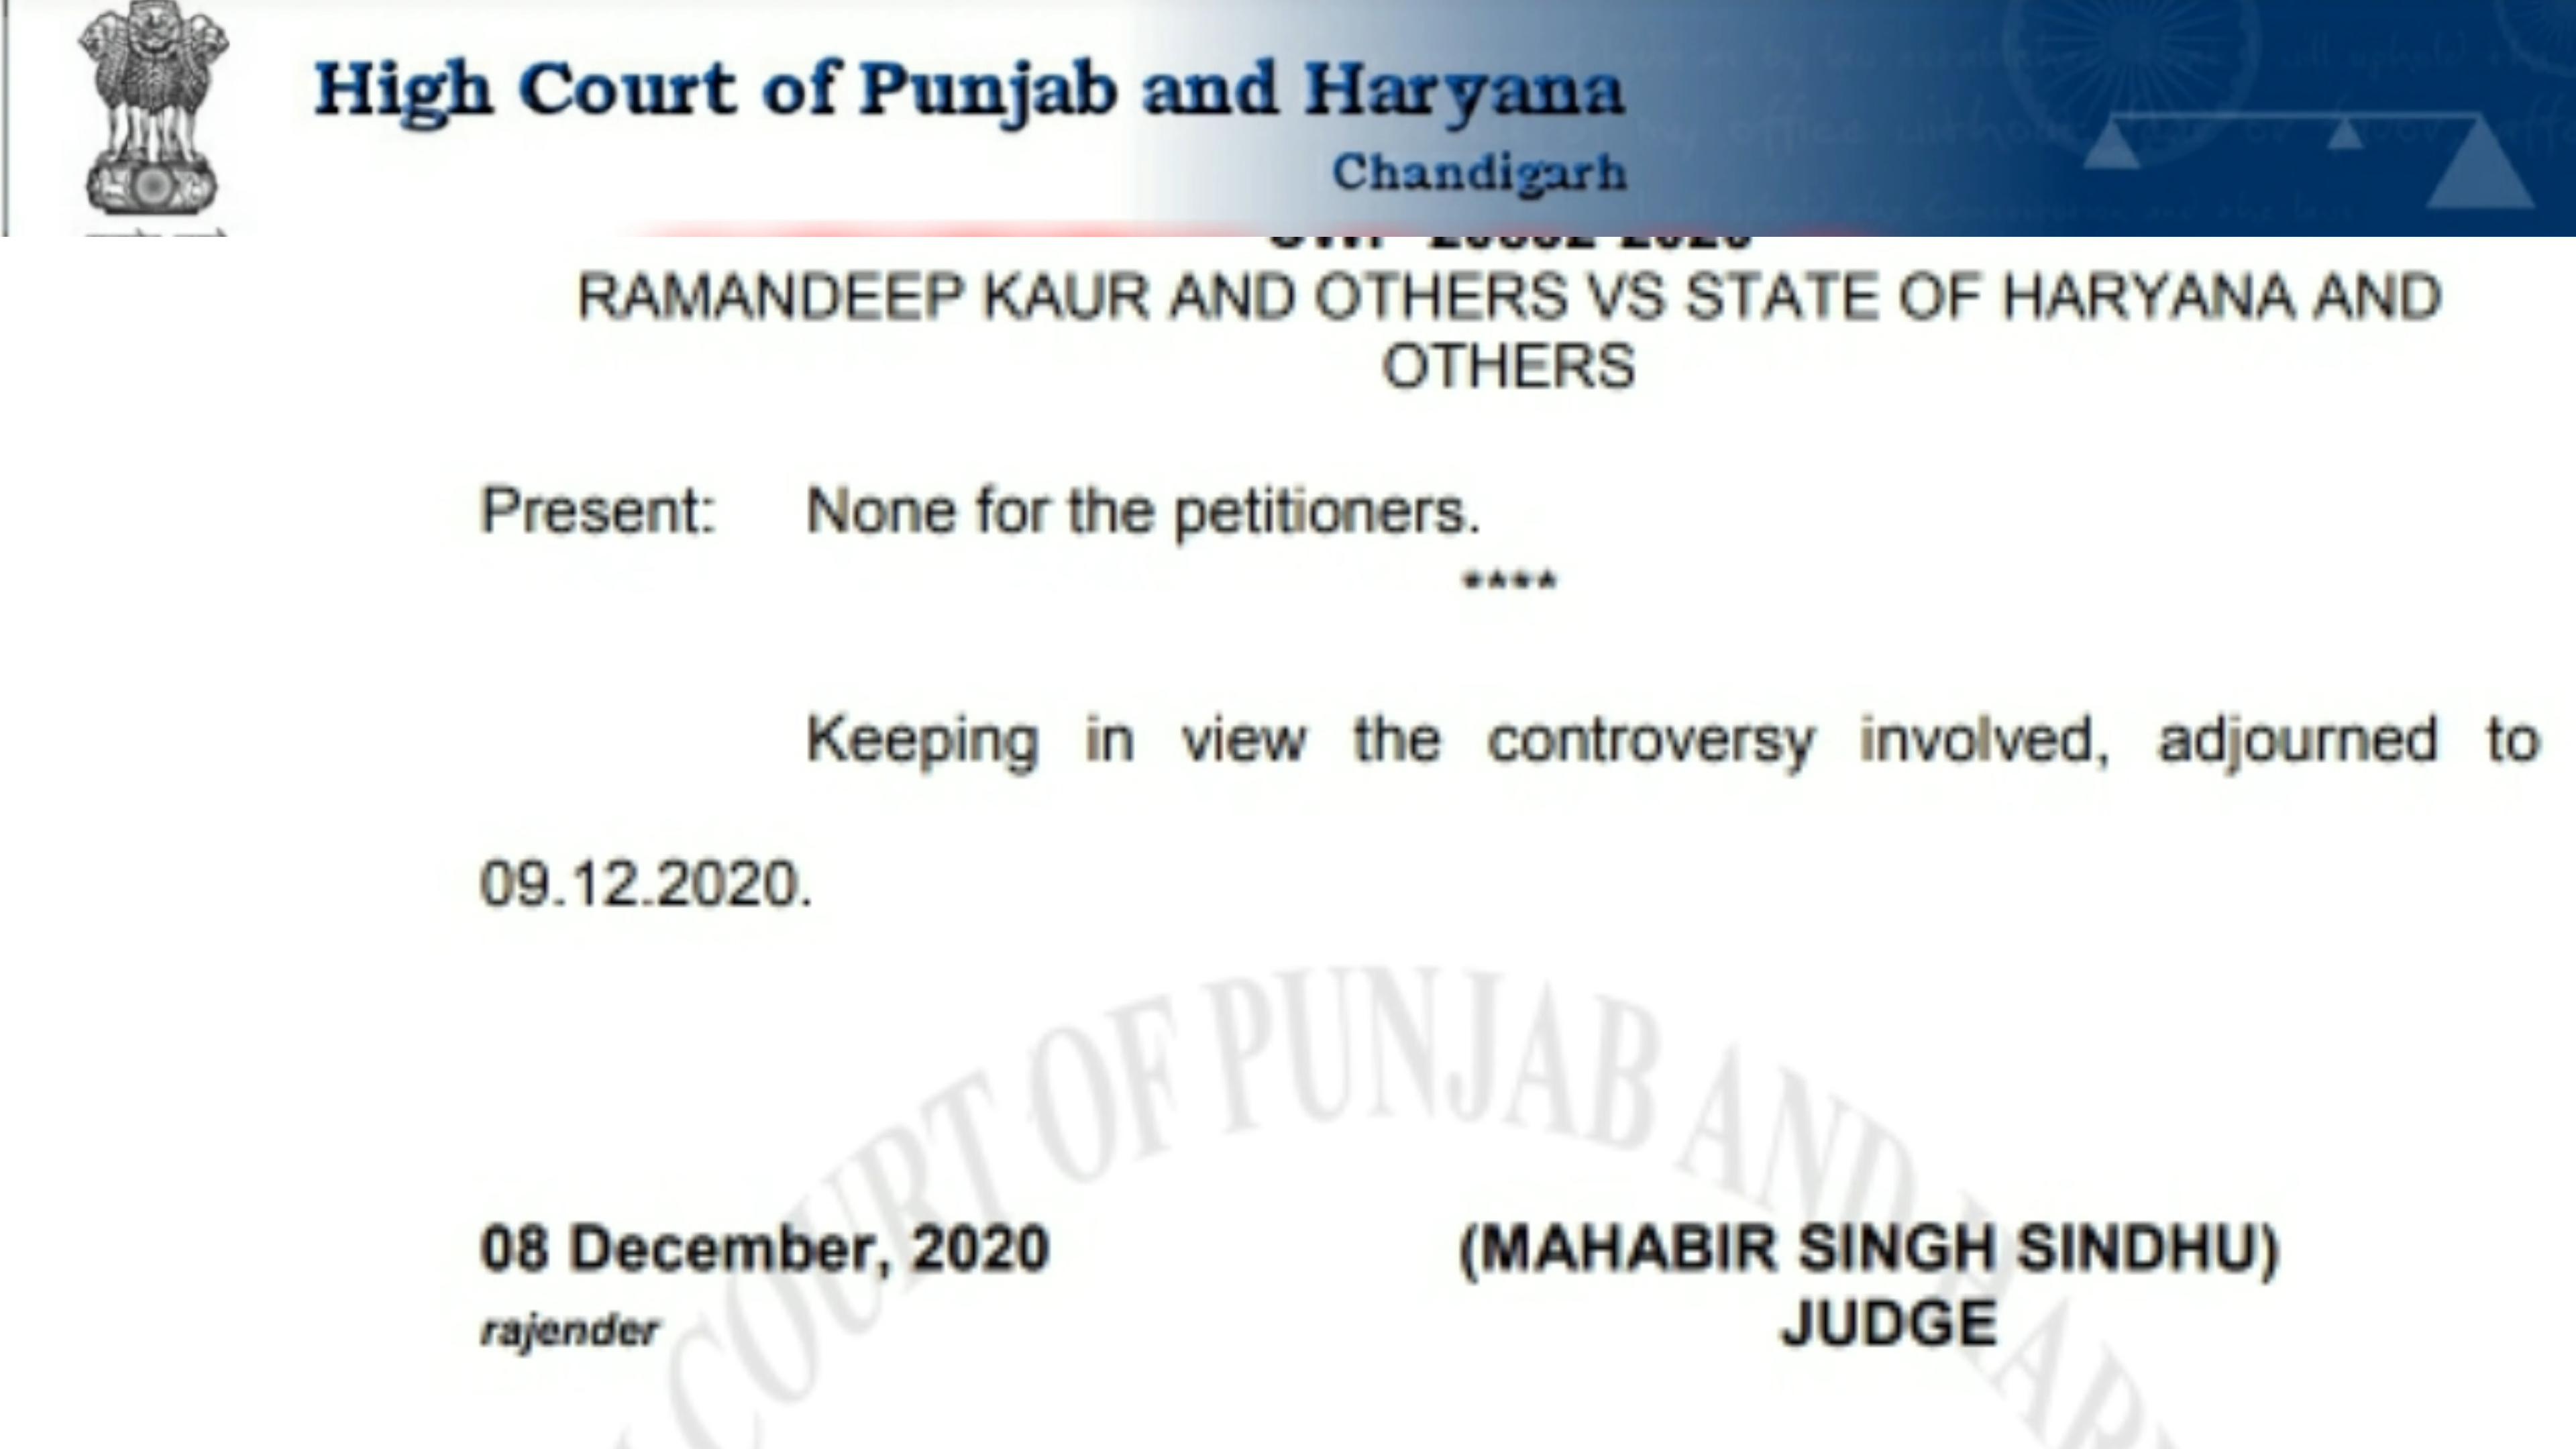 High Court of Punjab and Haryana
Chandigarh
RAMANDEEP KAUR AND OTHERS VS STATE OF HARYANA AND
OTHERS
Present: None for the petitioners.
****
Keeping in view the controversy involved, adjourned to
09.12.2020.
COURT OF PUNJAB AND HARY
08 December, 2020 (MAHABIR SINGH SINDHU)
rajender JUDGE